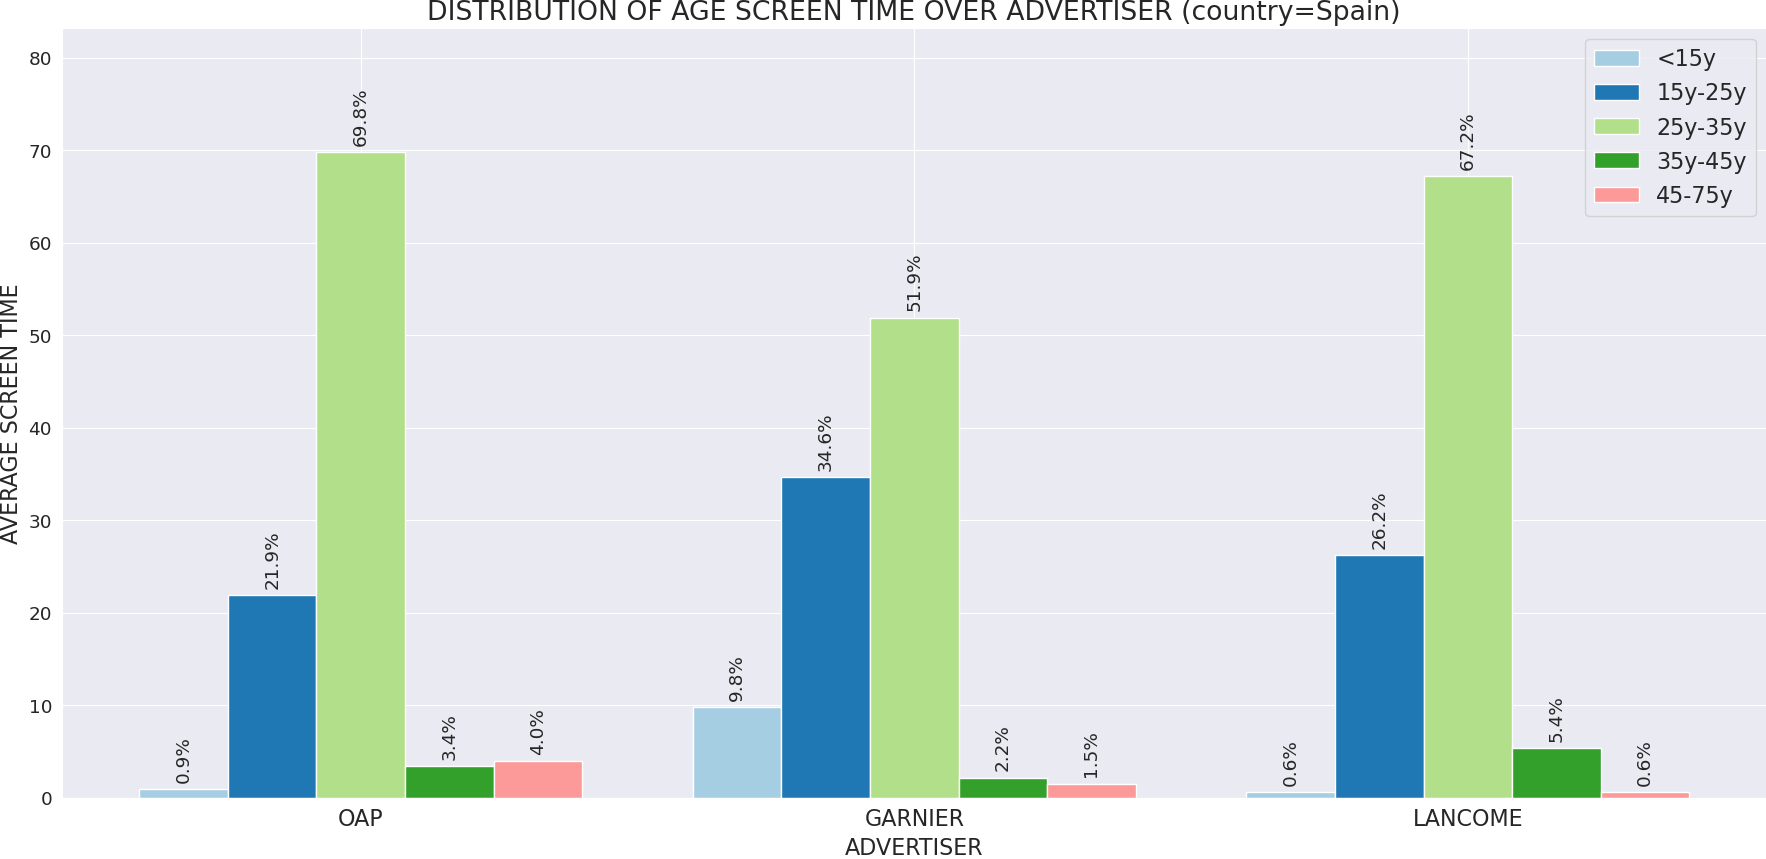 DISTRIBUTION OF AGE SCREEN TIME OVER ADVERTISER (country=Spain)
<15y
15y-25y
25y-35y
35y-45y
45-75y
AVERAGE SCREEN TIME
80
70
60
50
40
30
20
10
0
0.9%
21.9%
69.8%
3.4%
4.0%
9.8%
34.6%
51.9%
2.2%
1.5%
0.6%
26.2%
67.2%
5.4%
0.6%
OAP
GARNIER
LANCOME
ADVERTISER